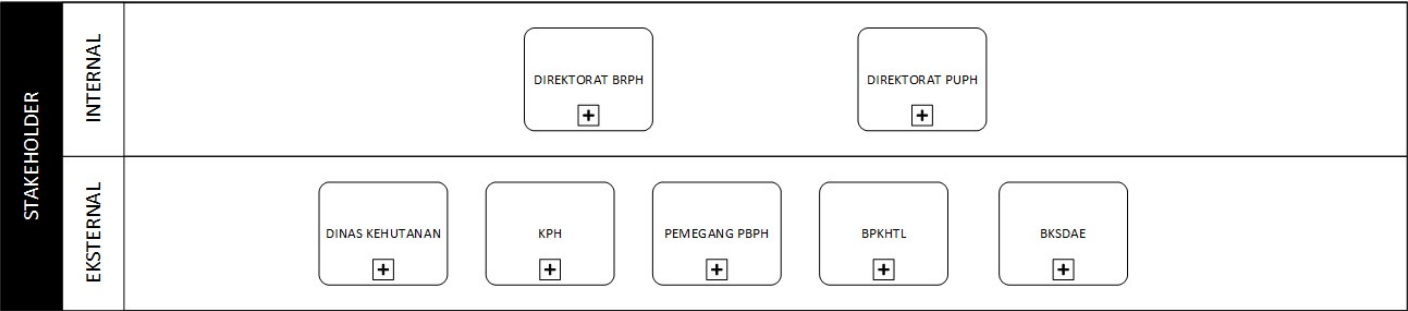 STAKEHOLDER
INTERNAL
DIREKTORAT BRPH
DIREKTORAT PUPH
EKSTERNAL
DINAS KEHUTANAN
KPH
PEMEGANG PBPH
BPKHTL
BKSDAE